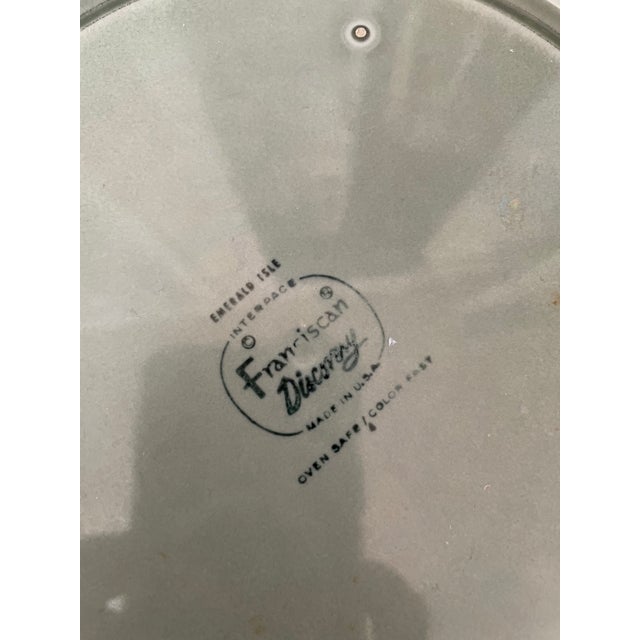 EMERALD ISLE
© INTERPACE
Franciscan ®
Discovery
MADE IN U.S.A.
OVEN SAFE/COLOR FAST